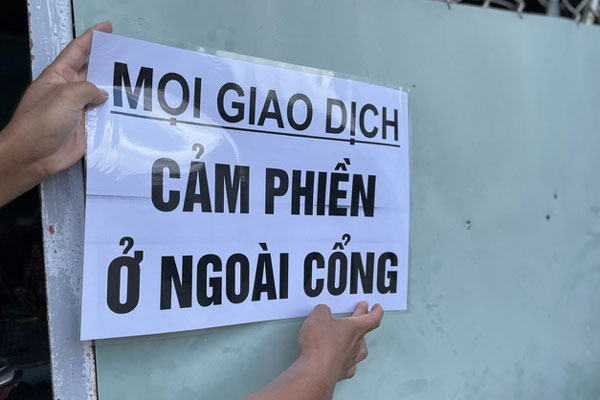 MỌI GIAO DỊCH
CẢM PHIỀN
Ở NGOÀI CỔNG